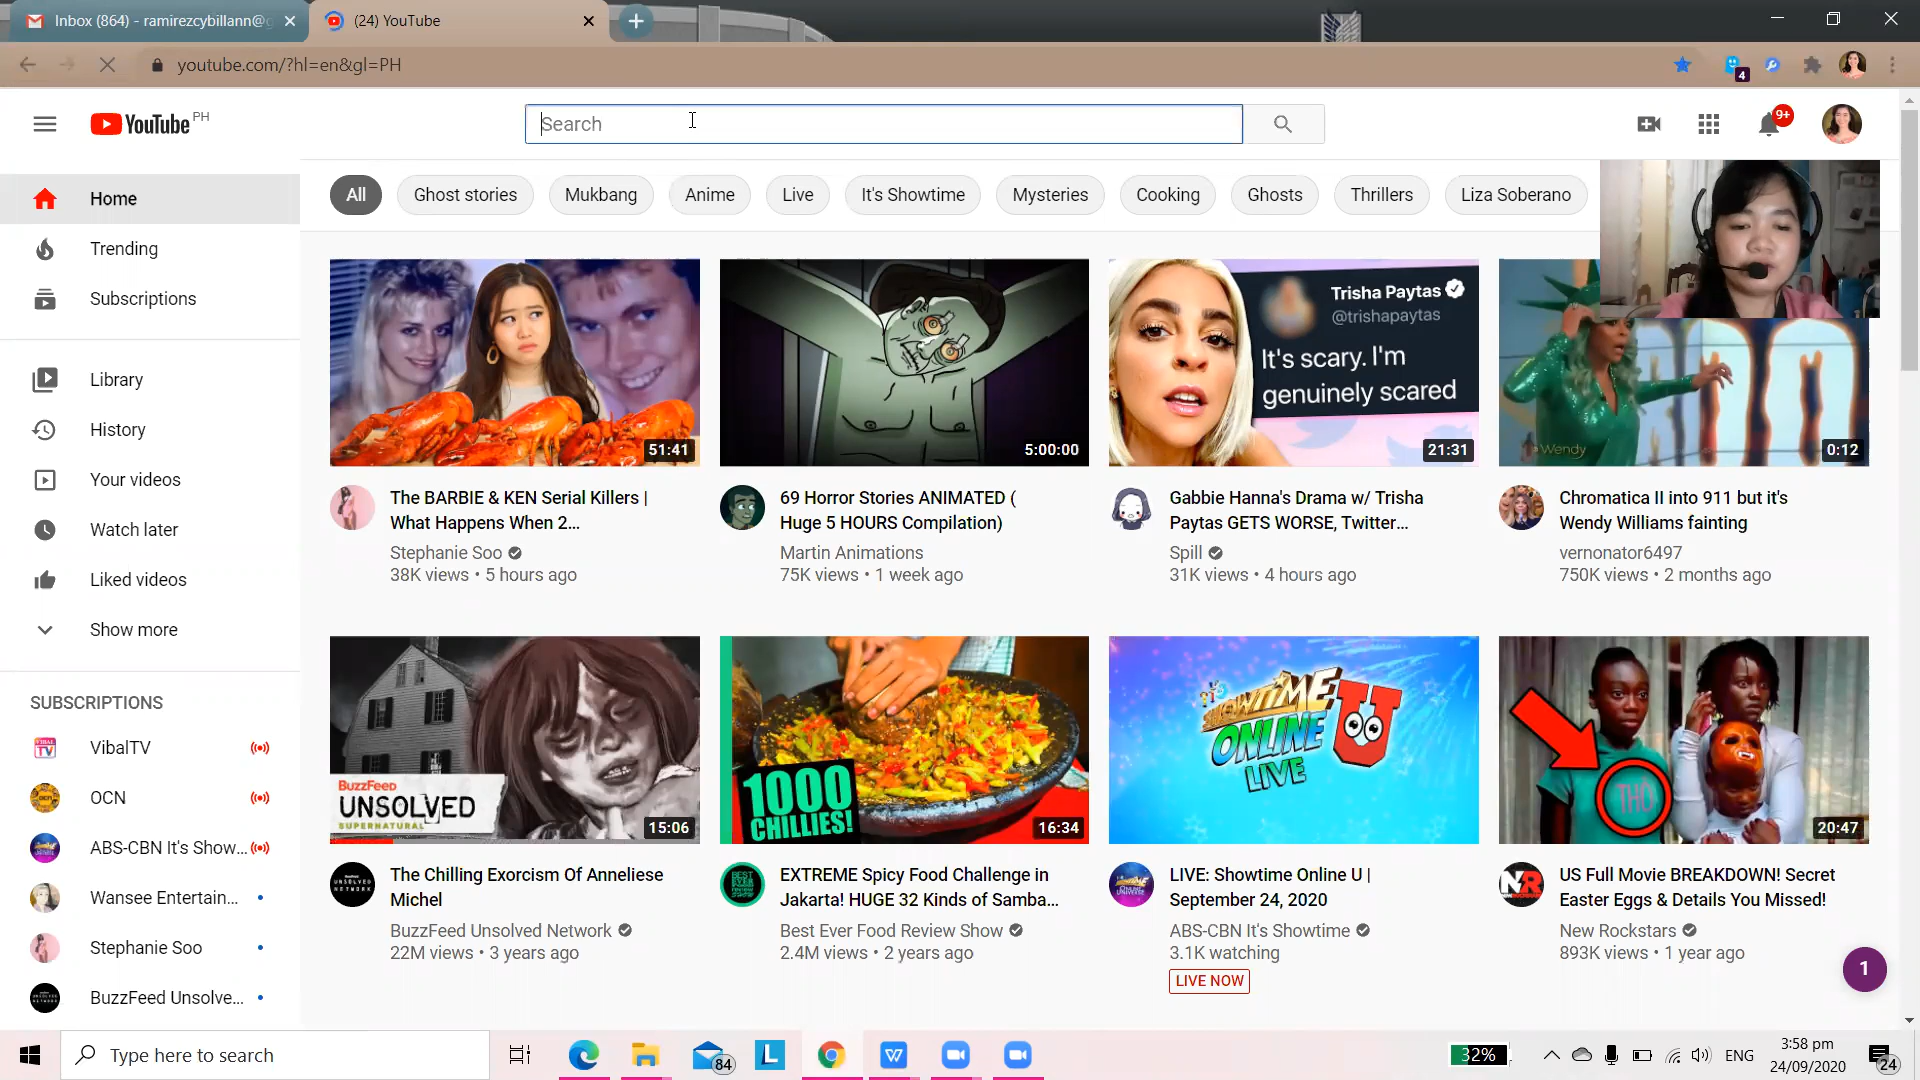 Inbox (864) - ramirezcybillann@g
(24) YouTube
youtube.com/?hl=en&gl=PH
4
YouTube PH
Search
9+
Home
Trending
Subscriptions
Library
History
Your videos
Watch later
Liked videos
Show more
SUBSCRIPTIONS
VibalTV
OCN
ABS-CBN It's Show...
Wansee Entertain...
Stephanie Soo
BuzzFeed Unsolve...
All
Ghost stories
Mukbang
Anime
Live
It's Showtime
Mysteries
Cooking
Ghosts
Thrillers
Liza Soberano
51:41
The BARBIE & KEN Serial Killers |
What Happens When 2...
Stephanie Soo
38K views • 5 hours ago
5:00:00
69 Horror Stories ANIMATED (
Huge 5 HOURS Compilation)
Martin Animations
75K views • 1 week ago
Trisha Paytas
@trishapaytas
It's scary. I'm
genuinely scared
21:31
Gabbie Hanna's Drama w/ Trisha
Paytas GETS WORSE, Twitter...
Spill
31K views • 4 hours ago
Wendy
0:12
Chromatica II into 911 but it's
Wendy Williams fainting
vernonator6497
750K views • 2 months ago
BuzzFeed
UNSOLVED
SUPERNATURAL
15:06
The Chilling Exorcism Of Anneliese
Michel
BuzzFeed Unsolved Network
22M views • 3 years ago
1000
CHILLIES!
16:34
EXTREME Spicy Food Challenge in
Jakarta! HUGE 32 Kinds of Samba...
Best Ever Food Review Show
2.4M views • 2 years ago
SHOWTIME
ONLINE U
LIVE
LIVE: Showtime Online U |
September 24, 2020
ABS-CBN It's Showtime
3.1K watching
LIVE NOW
THO
20:47
US Full Movie BREAKDOWN! Secret
Easter Eggs & Details You Missed!
New Rockstars
893K views • 1 year ago
1
Type here to search
84
32%
ENG
3:58 pm
24/09/2020
24